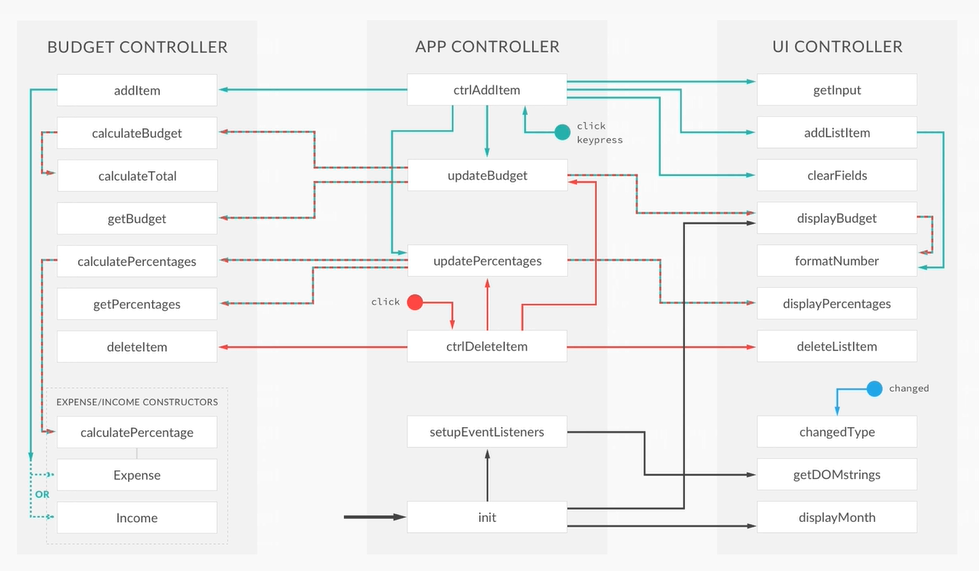 BUDGET CONTROLLER
addItem
calculateBudget
calculateTotal
getBudget
calculatePercentages
getPercentages
deleteItem
EXPENSE/INCOME CONSTRUCTORS
calculatePercentage
Expense
OR
Income
APP CONTROLLER
ctrlAddItem
click
keypress
updateBudget
updatePercentages
click
ctrlDeleteItem
setupEventListeners
init
UI CONTROLLER
getInput
addListItem
clearFields
displayBudget
formatNumber
displayPercentages
deleteListItem
changed
changedType
getDOMstrings
displayMonth